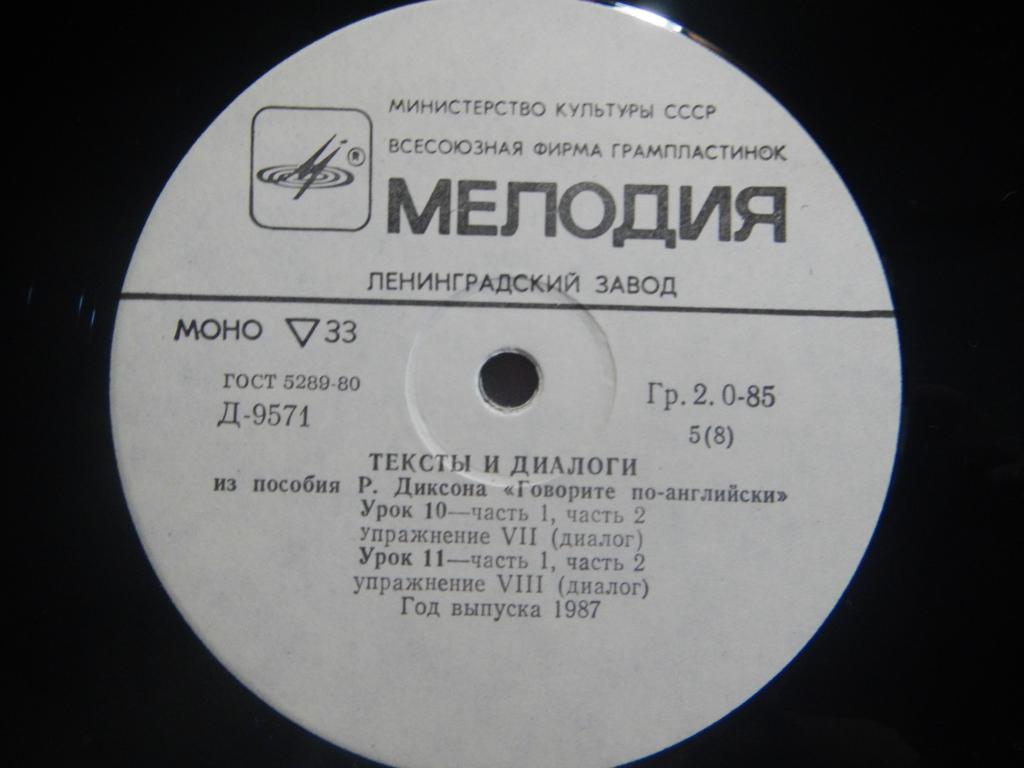 МИНИСТЕРСТВО КУЛЬТУРЫ СССР
ВСЕСОЮЗНАЯ ФИРМА ГРАМПЛАСТИНОК
®
МЕЛОДИЯ
ЛЕНИНГРАДСКИЙ ЗАВОД
МОНО ▽ 33
ГОСТ 5289-80
Д-9571
Гр. 2. 0-85
5(8)
ТЕКСТЫ И ДИАЛОГИ
из пособия Р. Диксона «Говорите по-английски»
Урок 10—часть 1, часть 2
Упражнение VII (диалог)
Урок 11—часть 1, часть 2
упражнение VIII (диалог)
Год выпуска 1987